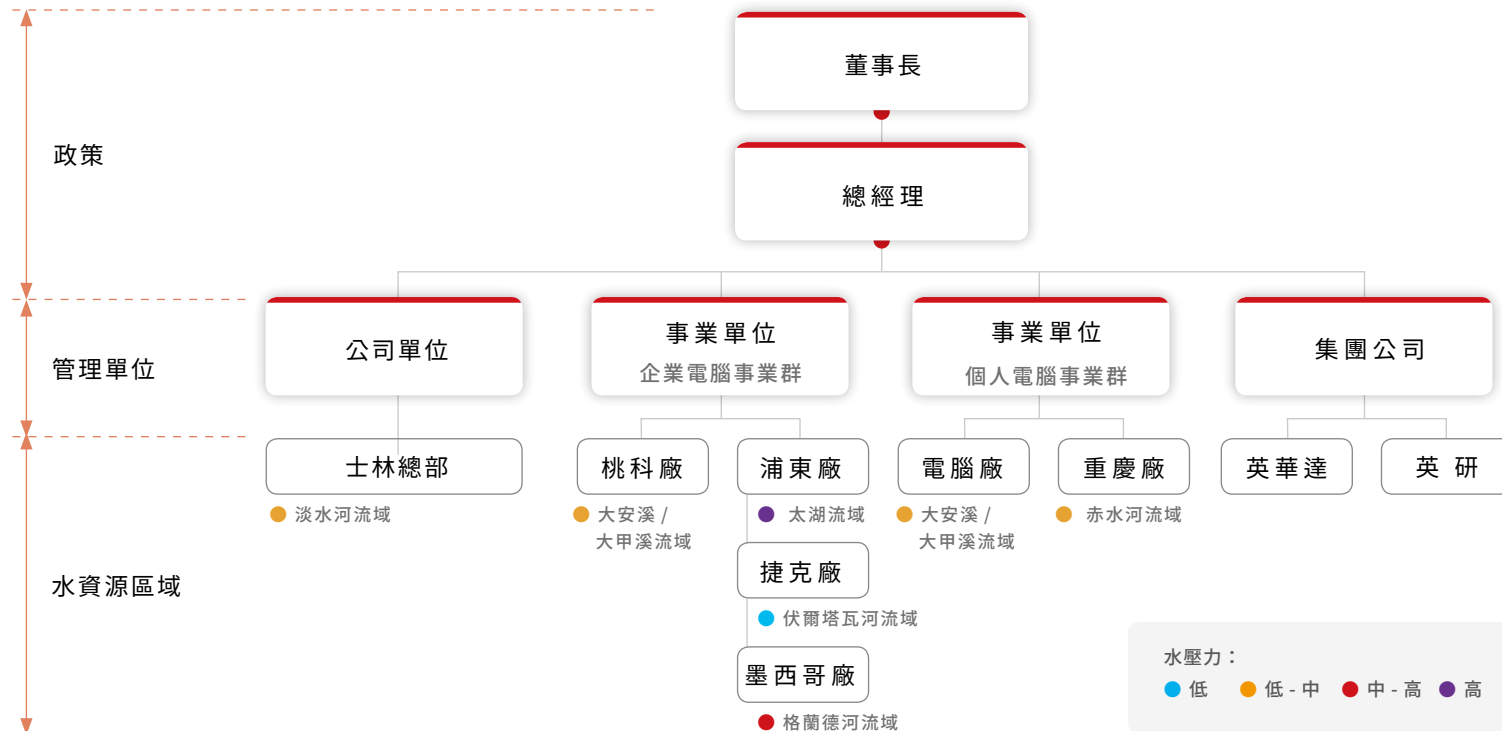 董事長
政策
總經理
管理單位
公司單位
事業單位
企業電腦事業群
事業單位
個人電腦事業群
集團公司
水資源區域
士林總部
淡水河流域
桃科廠
大安溪 /
大甲溪流域
浦東廠
太湖流域
捷克廠
伏爾塔瓦河流域
墨西哥廠
格蘭德河流域
電腦廠
大安溪 /
大甲溪流域
重慶廠
赤水河流域
英華達
英 研
水壓力：
低 低 - 中 中 - 高 高